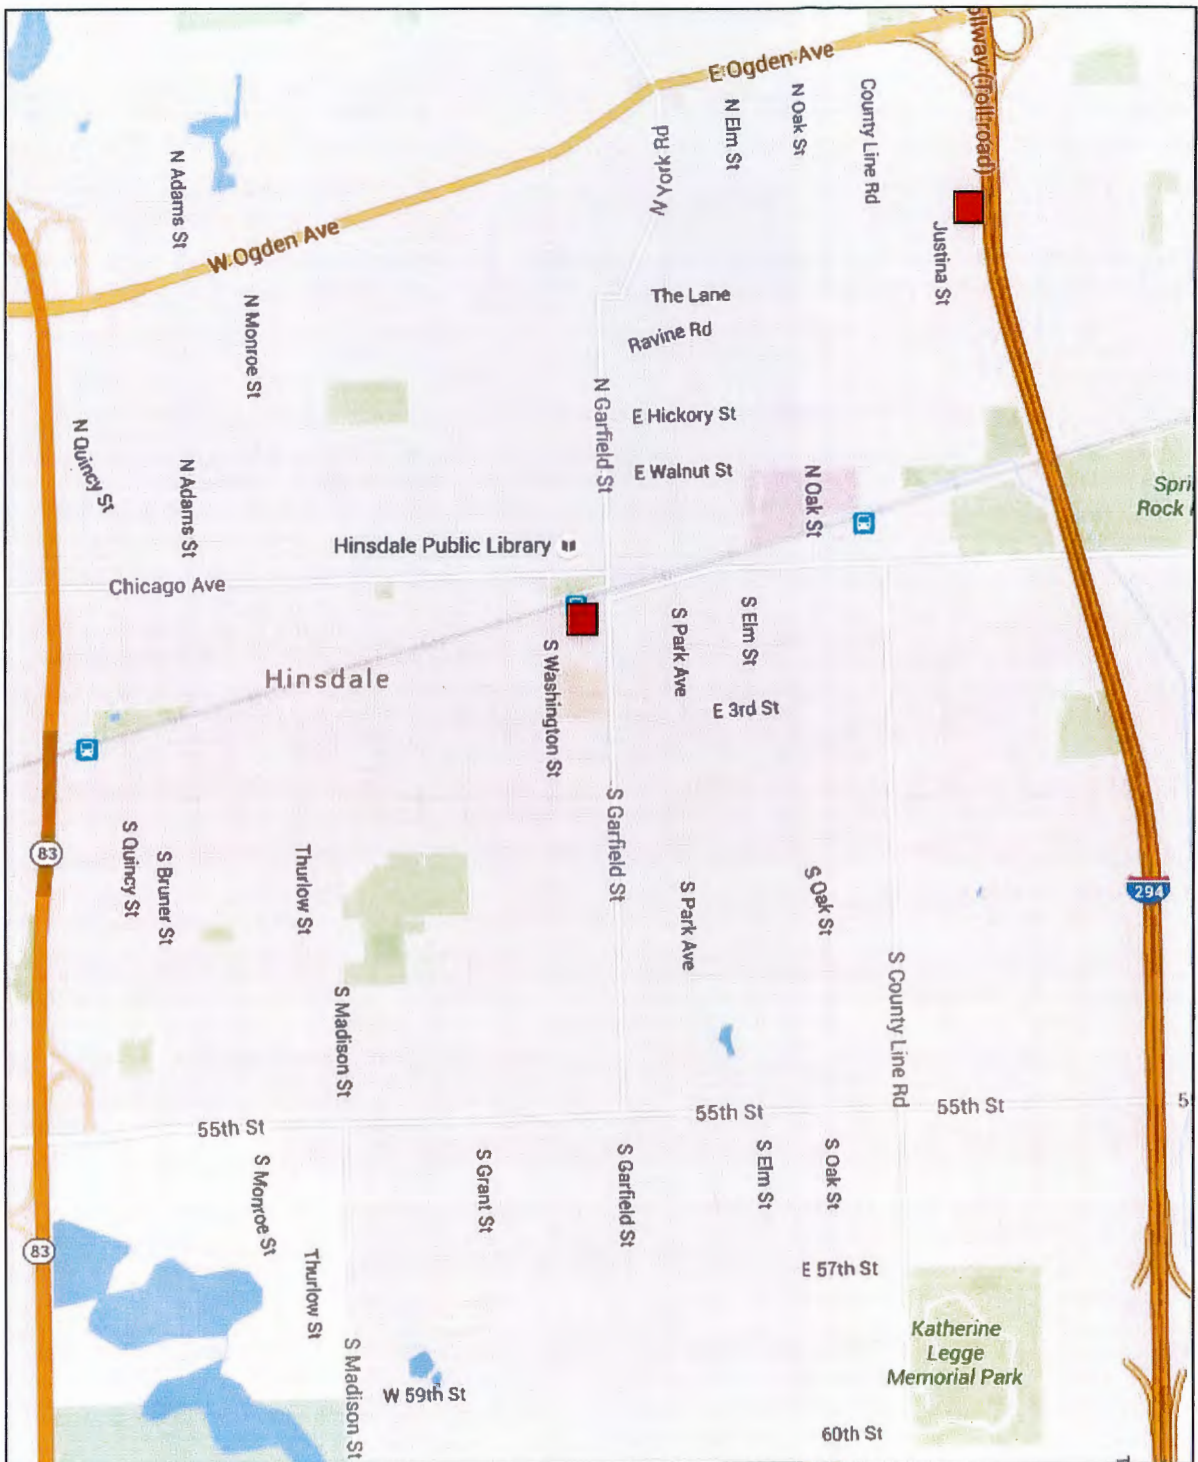 ollway (toll road)
E Ogden Ave
N York Rd
N Elm St
N Oak St
County Line Rd
N Adams St
W Ogden Ave
Justina St
N Monroe St
The Lane
Ravine Rd
N Garfield St
E Hickory St
E Walnut St
N Oak St
N Quincy St
N Adams St
Spri
Rock
Hinsdale Public Library
Chicago Ave
S Washington St
S Park Ave
S Elm St
Hinsdale
E 3rd St
S Garfield St
83
S Quincy St
S Bruner St
Thurlow St
S Park Ave
S Oak St
294
S Madison St
S County Line Rd
55th St
55th St
55th St
5
S Monroe St
S Grant St
S Garfield St
S Elm St
S Oak St
83
Thurlow St
E 57th St
S Madison St
Katherine
Legge
Memorial Park
W 59th St
60th St